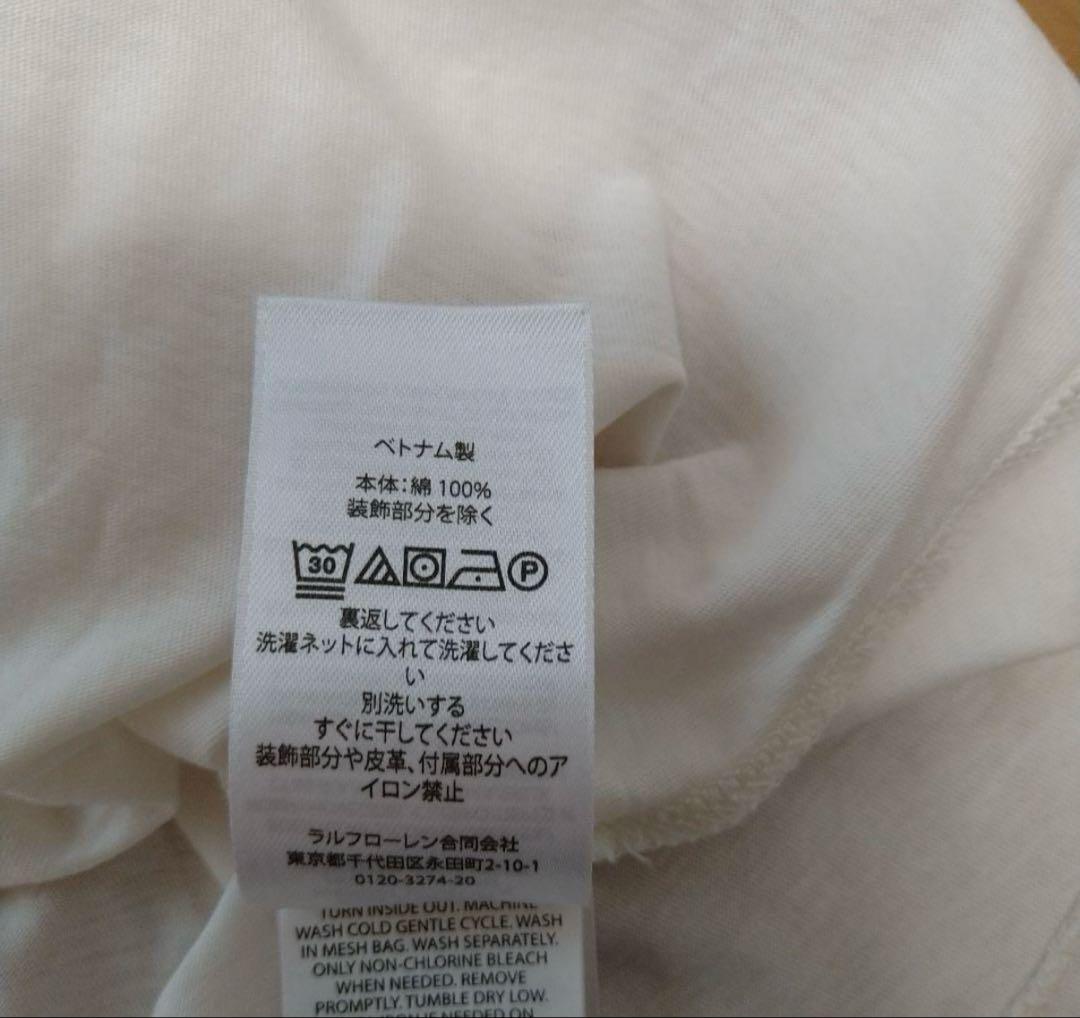 ベトナム製
本体：綿 100%
装飾部分を除く
30 P
裏返してください
洗濯ネットに入れて洗濯してくださ
い
別洗いする
すぐに干してください
装飾部分や皮革、付属部分へのア
イロン禁止
ラルフローレン合同会社
東京都千代田区永田町2-10-1
0120-3274-20
TURN INSIDE OUT. MACHINE
WASH COLD GENTLE CYCLE. WASH
IN MESH BAG. WASH SEPARATELY.
ONLY NON-CHLORINE BLEACH
WHEN NEEDED. REMOVE
PROMPTLY. TUMBLE DRY LOW.
IS NEEDED ON